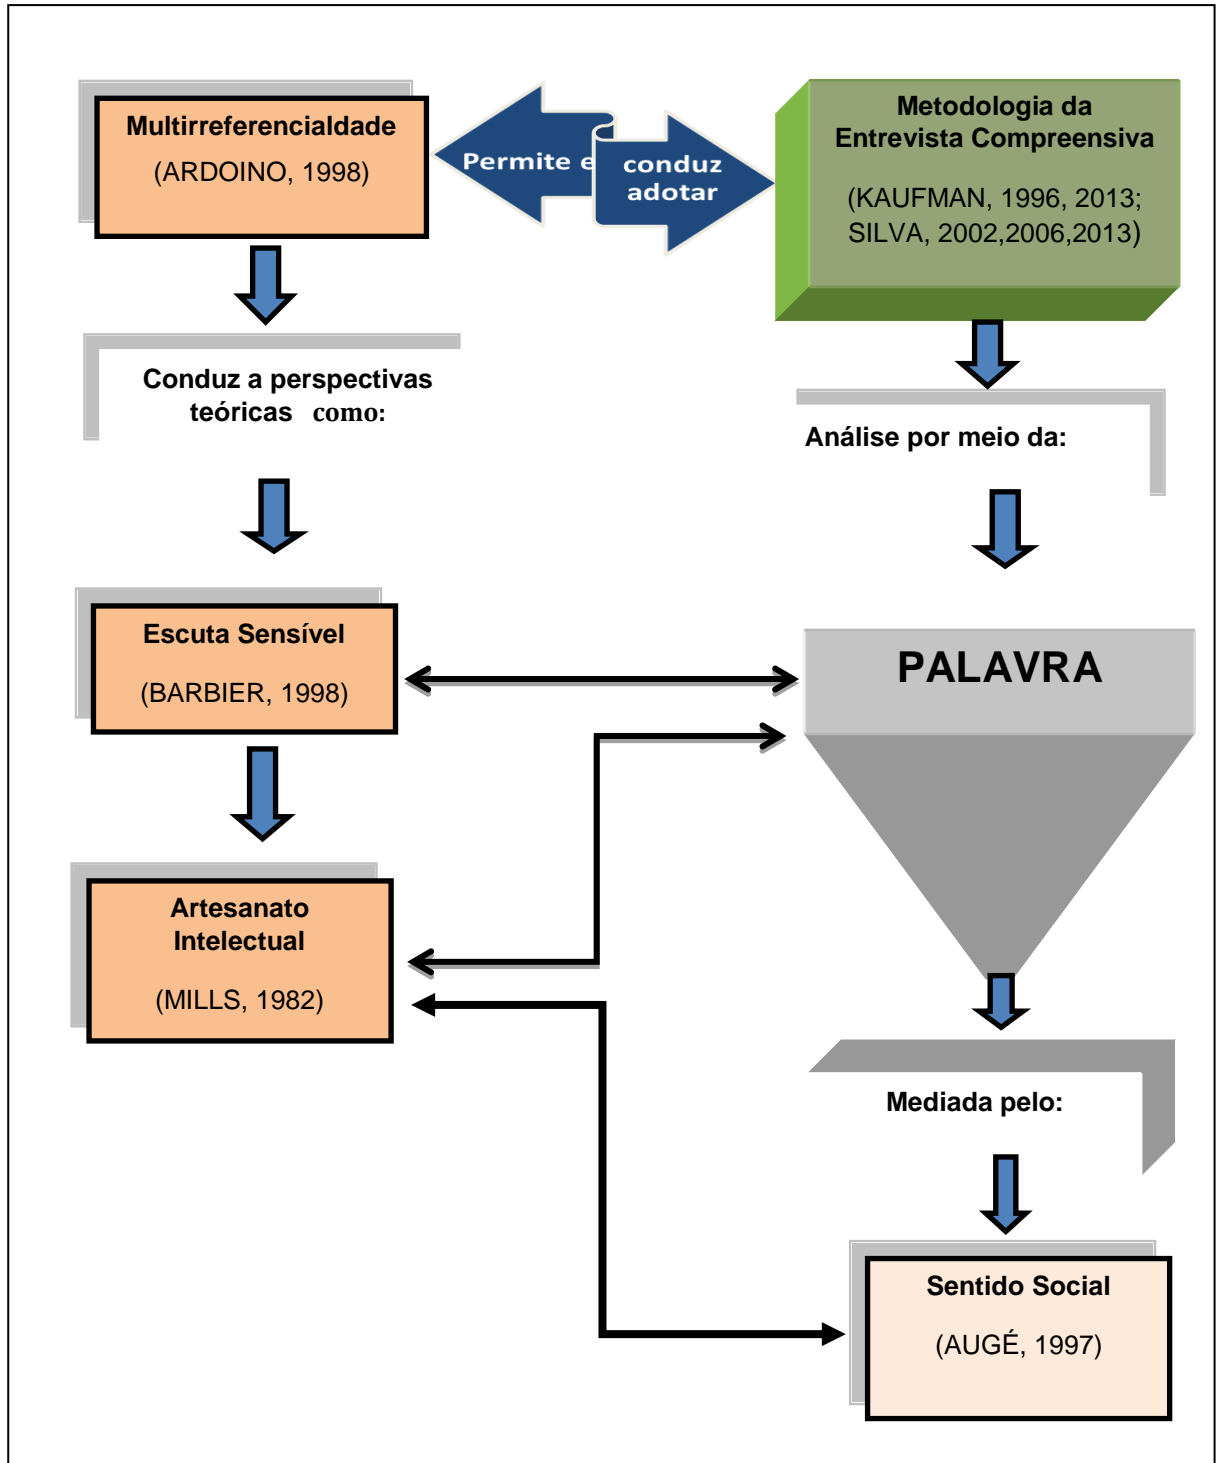 Multirreferencialdade
(ARDOINO, 1998)
Permite e
conduz
adotar
Metodologia da
Entrevista Compreensiva
(KAUFMAN, 1996, 2013;
SILVA, 2002,2006,2013)
Conduz a perspectivas
teóricas como:
Análise por meio da:
Escuta Sensível
(BARBIER, 1998)
PALAVRA
Artesanato
Intelectual
(MILLS, 1982)
Mediada pelo:
Sentido Social
(AUGÉ, 1997)